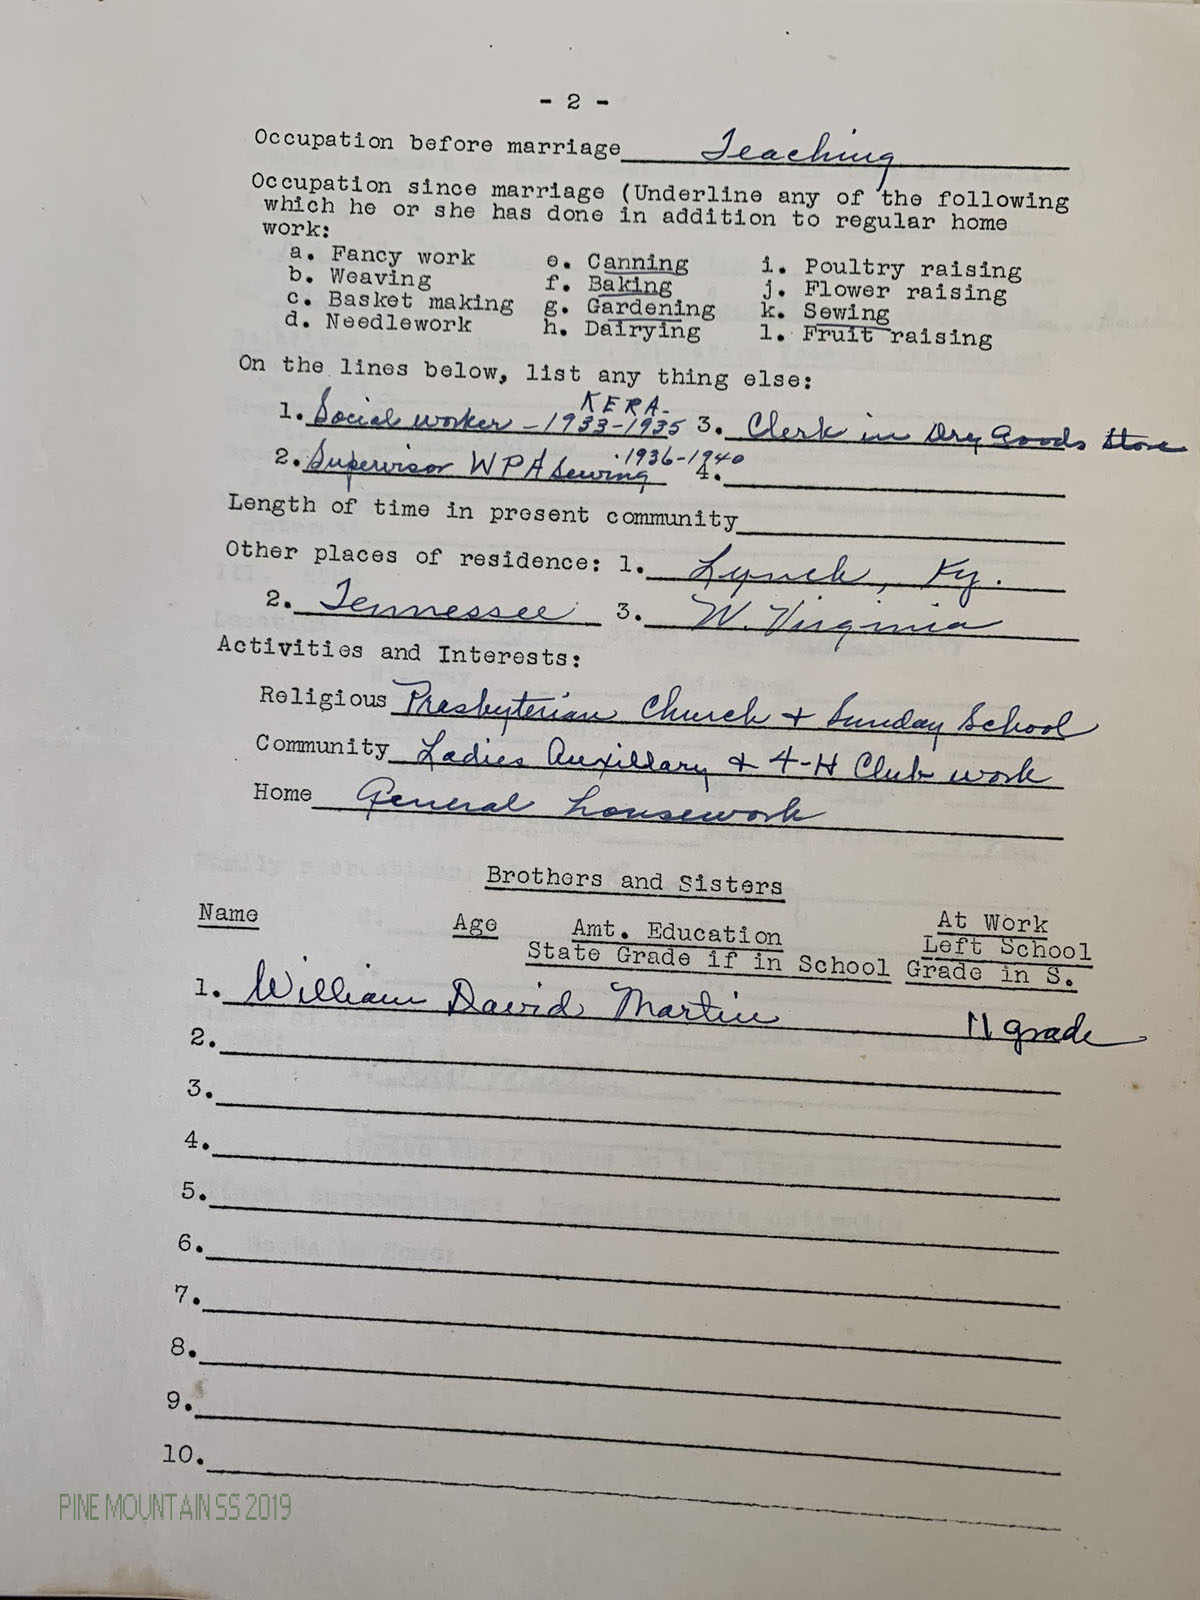 - 2 -
Occupation before marriage Teaching
Occupation since marriage (Underline any of the following
which he or she has done in addition to regular home
work:
a. Fancy work e. Canning i. Poultry raising
b. Weaving f. Baking j. Flower raising
c. Basket making g. Gardening k. Sewing
d. Needlework h. Dairying l. Fruit raising
On the lines below, list any thing else:
KERA.
1. Social worker - 1933-1935 3. Clerk in Dry Goods Store
2. Supervisor WPA Sewing 1936-1940 4.
Length of time in present community
Other places of residence: 1. Lynch, Ky.
2. Tennessee 3. W. Virginia
Activities and Interests:
Religious Presbyterian Church + Sunday School
Community Ladies Auxillary + 4-H Club work
Home General housework
Brothers and Sisters
Name Age Amt. Education At Work
State Grade if in School Left School
Grade in S.
1. William David Martin 11 grade
2.
3.
4.
5.
6.
7.
8.
9.
10.
PINE MOUNTAIN SS 2019